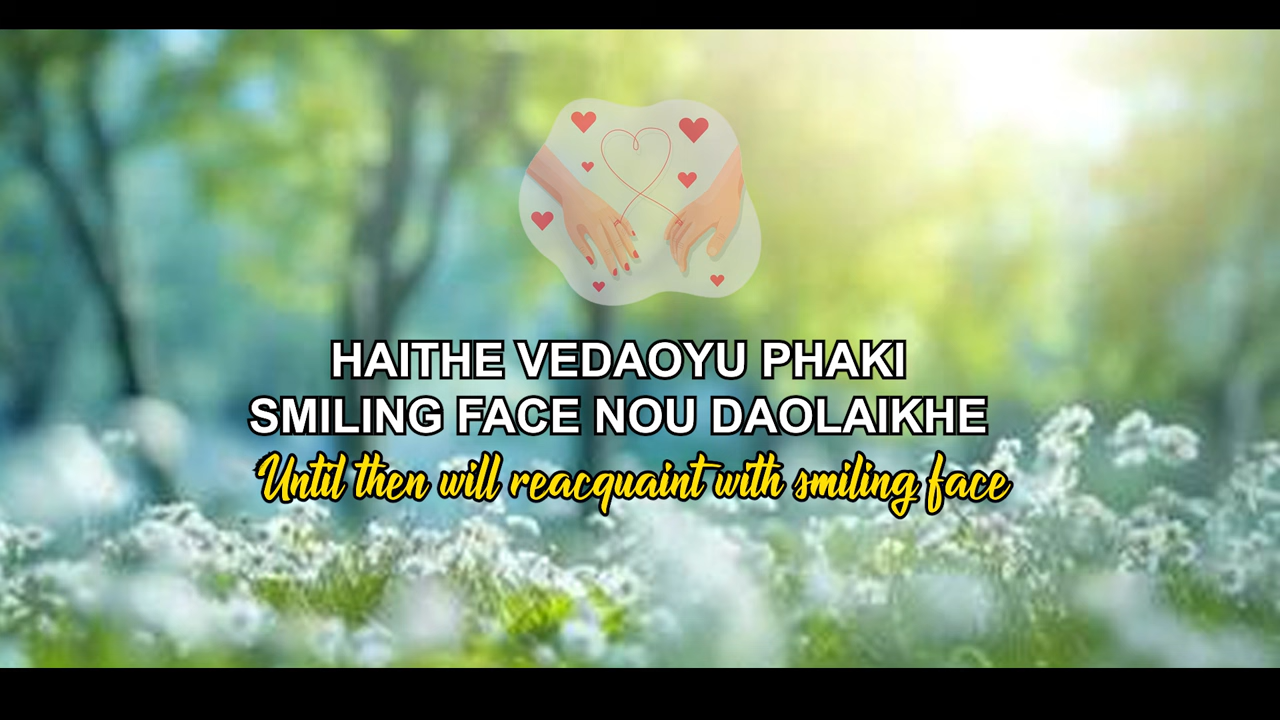 HAITHE VEDAOYU PHAKI
SMILING FACE NOU DAOLAIKHE
Until then will reacquaint with smiling face